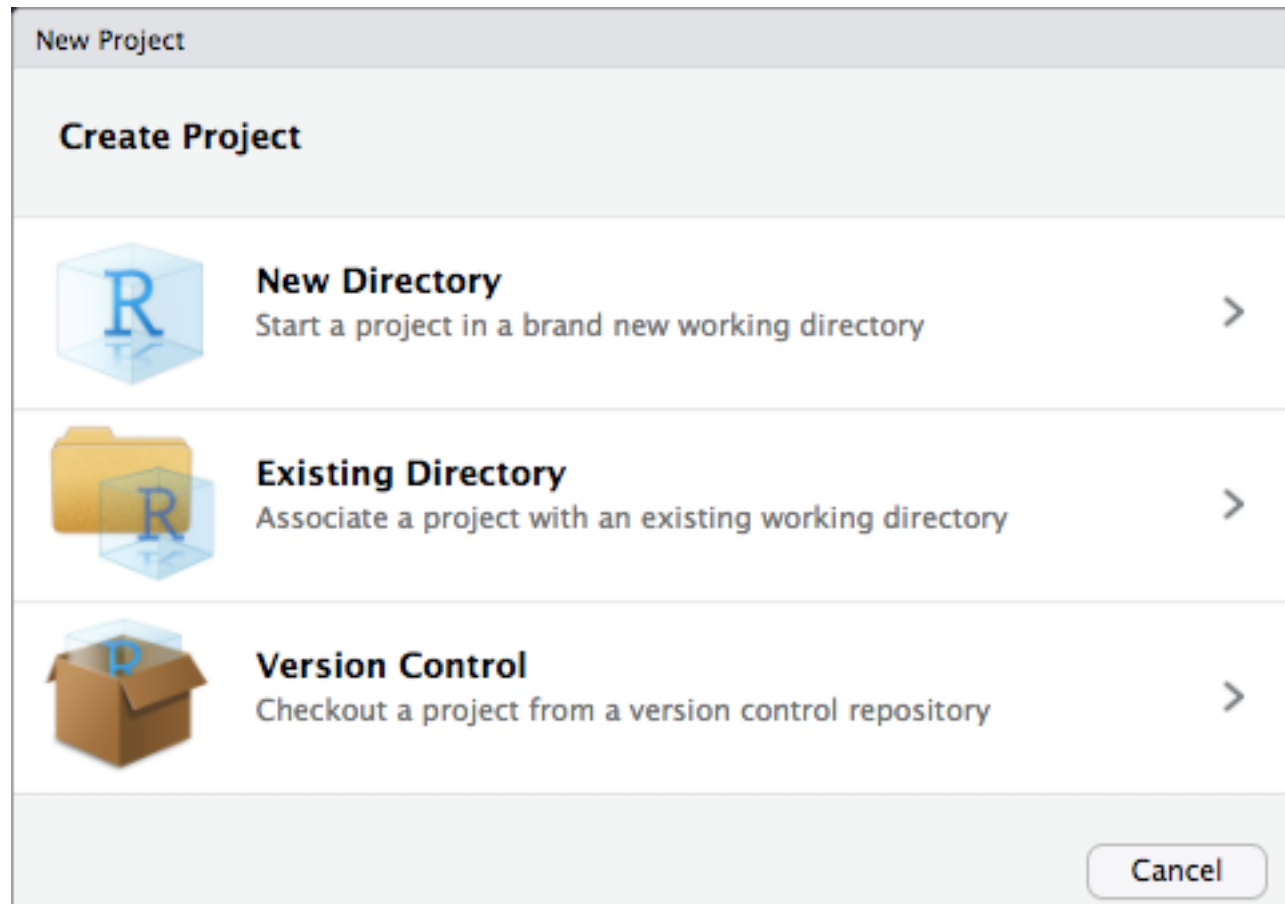 New Project
Create Project
R
New Directory
Start a project in a brand new working directory
R
Existing Directory
Associate a project with an existing working directory
R
Version Control
Checkout a project from a version control repository
Cancel